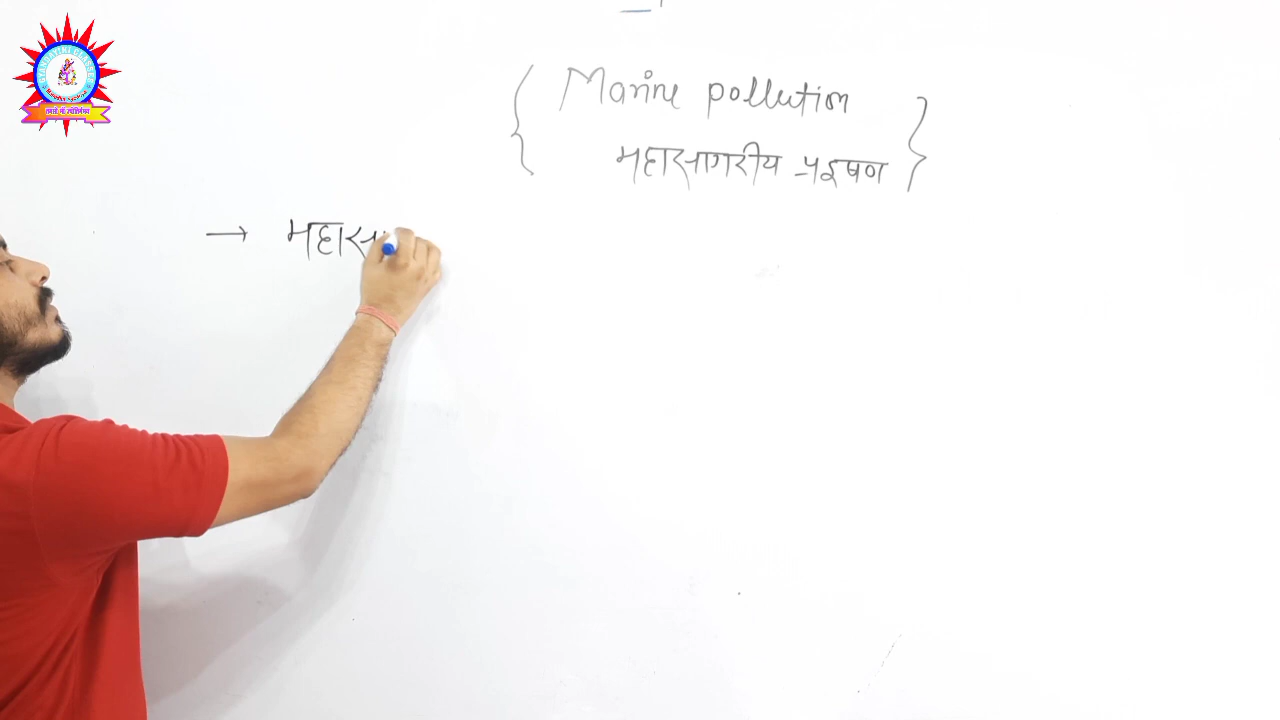 { Marine pollution
महासागरीय प्रदूषण }
→ महासा